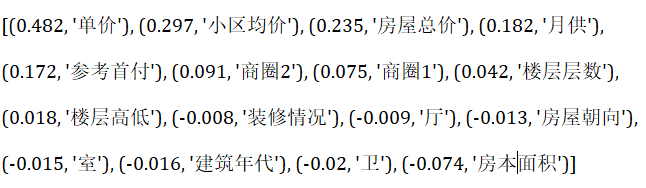 [(0.482, '单价'), (0.297, '小区均价'), (0.235, '房屋总价'), (0.182, '月供'),
(0.172, '参考首付'), (0.091, '商圈2'), (0.075, '商圈1'), (0.042, '楼层层数'),
(0.018, '楼层高低'), (-0.008, '装修情况'), (-0.009, '厅'), (-0.013, '房屋朝向'),
(-0.015, '室'), (-0.016, '建筑年代'), (-0.02, '卫'), (-0.074, '房本面积')]